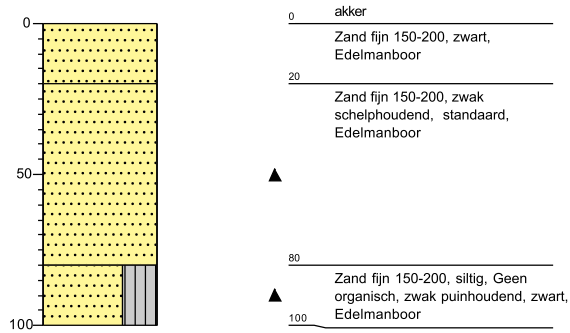 akker
0
0
Zand fijn 150-200, zwart,
Edelmanboor
20
Zand fijn 150-200, zwak
schelphoudend, standaard,
Edelmanboor
50
80
Zand fijn 150-200, siltig, Geen
organisch, zwak puinhoudend, zwart,
Edelmanboor
100
100